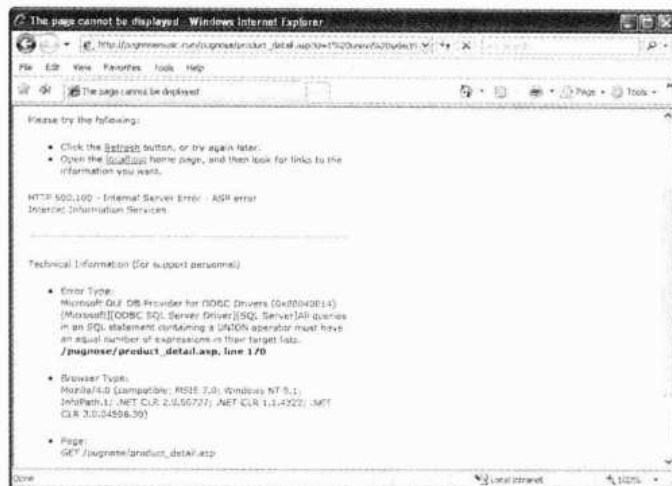 The page cannot be displayed - Windows Internet Explorer
File Edit View Favorites Tools Help
The page cannot be displayed
Page Tools
Please try the following:
Click the Refresh button, or try again later.
Open the home page, and then look for links to the
information you want.
HTTP 500.100 - Internal Server Error - ASP error
Internet Information Services
Technical Information (for support personnel)
Error Type:
Microsoft OLE DB Provider for ODBC Drivers (0x80040E14)
[Microsoft][ODBC SQL Server Driver][SQL Server]All queries
in an SQL statement containing a UNION operator must have
an equal number of expressions in their target lists.
/pugnose/product_detail.asp, line 170
Browser Type:
Mozilla/4.0 (compatible; MSIE 7.0; Windows NT 5.1;
InfoPath.1; .NET CLR 2.0.50727; .NET CLR 1.1.4322; .NET
CLR 3.0.04506.30)
Page:
GET /pugnose/product_detail.asp
Done
Local intranet
100%